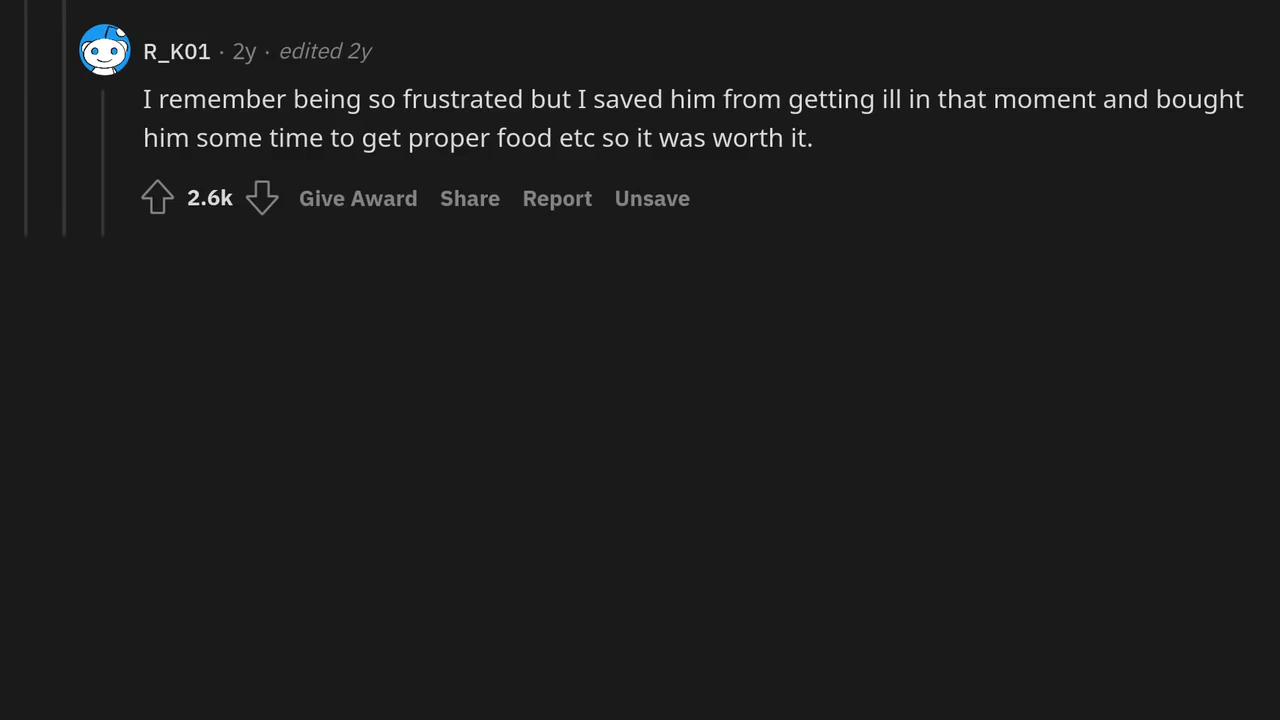 R_K01 · 2y · edited 2y
I remember being so frustrated but I saved him from getting ill in that moment and bought
him some time to get proper food etc so it was worth it.
2.6k Give Award Share Report Unsave